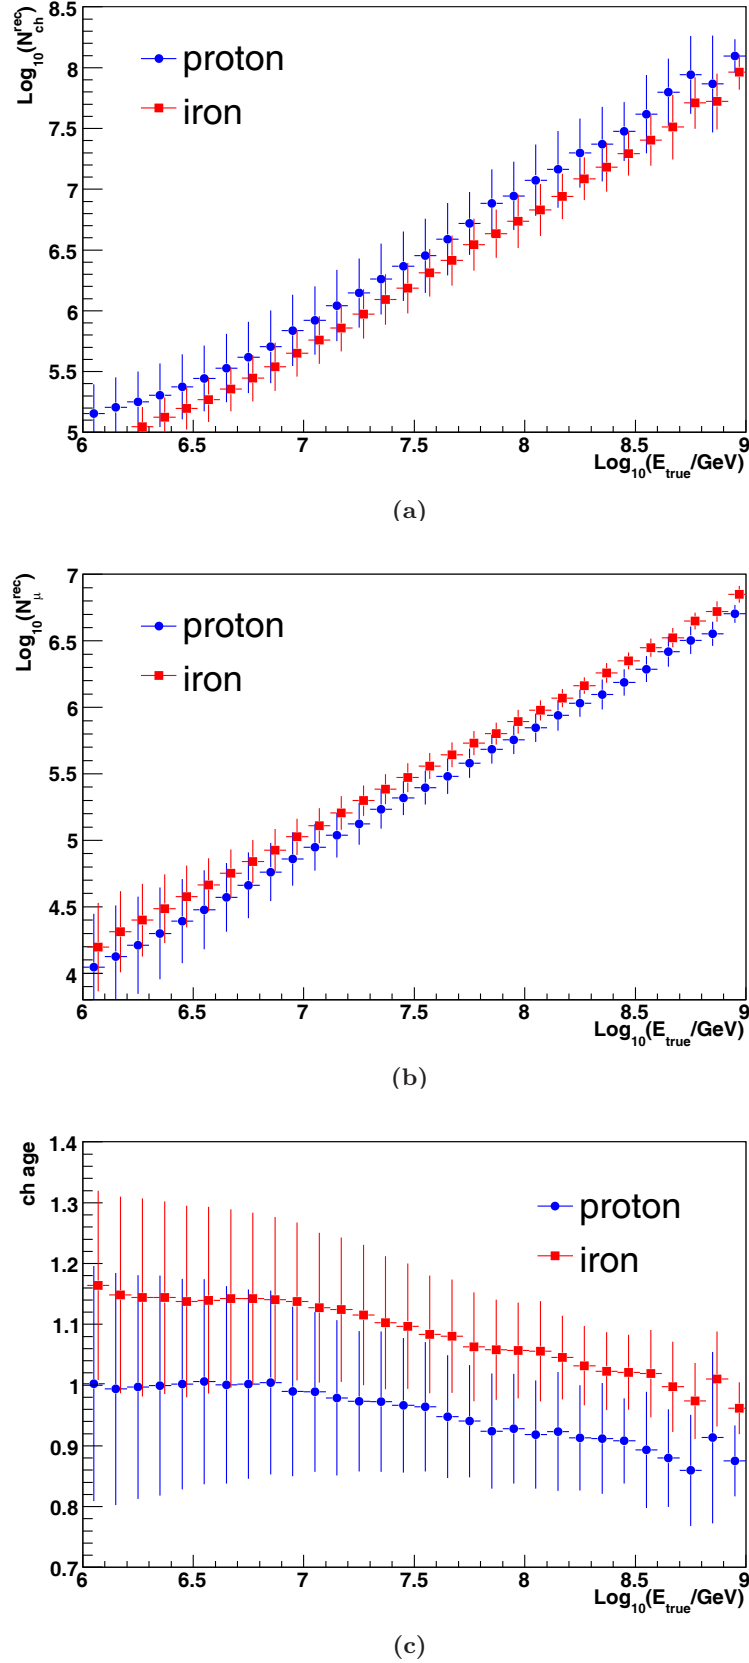 Log10(N^rec_ch)
8.5
8
7.5
7
6.5
6
5.5
5
proton
iron
6 6.5 7 7.5 8 8.5 9
Log10(E_true/GeV)
(a)
Log10(N^rec_μ)
7
6.5
6
5.5
5
4.5
4
proton
iron
6 6.5 7 7.5 8 8.5 9
Log10(E_true/GeV)
(b)
ch age
1.4
1.3
1.2
1.1
1
0.9
0.8
0.7
proton
iron
6 6.5 7 7.5 8 8.5 9
Log10(E_true/GeV)
(c)